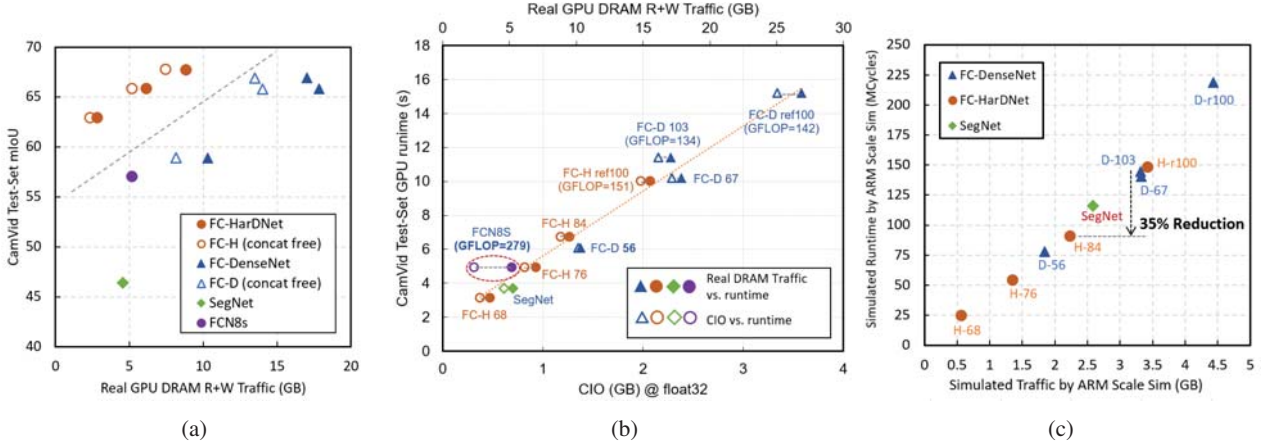 CamVid Test-Set mIoU
70
65
60
55
50
45
40
0
5
10
15
20
Real GPU DRAM R+W Traffic (GB)
FC-HarDNet
FC-H (concat free)
FC-DenseNet
FC-D (concat free)
SegNet
FCN8s
(a)
Real GPU DRAM R+W Traffic (GB)
0 5 10 15 20 25 30
CamVid Test-Set GPU runime (s)
18
16
14
12
10
8
6
4
2
0
FC-D 103
(GFLOP=134)
FC-D ref100
(GFLOP=142)
FC-H ref100
(GFLOP=151)
FC-D 67
FC-H 84
FCN8S
(GFLOP=279)
FC-D 56
FC-H 76
SegNet
FC-H 68
Real DRAM Traffic
vs. runtime
CIO vs. runtime
0 1 2 3 4
CIO (GB) @ float32
(b)
Simulated Runtime by ARM Scale Sim (MCycles)
250
225
200
175
150
125
100
75
50
25
0
FC-DenseNet
FC-HarDNet
SegNet
D-r100
D-103
H-r100
D-67
SegNet
35% Reduction
H-84
D-56
H-76
H-68
0 0.5 1 1.5 2 2.5 3 3.5 4 4.5 5
Simulated Traffic by ARM Scale Sim (GB)
(c)